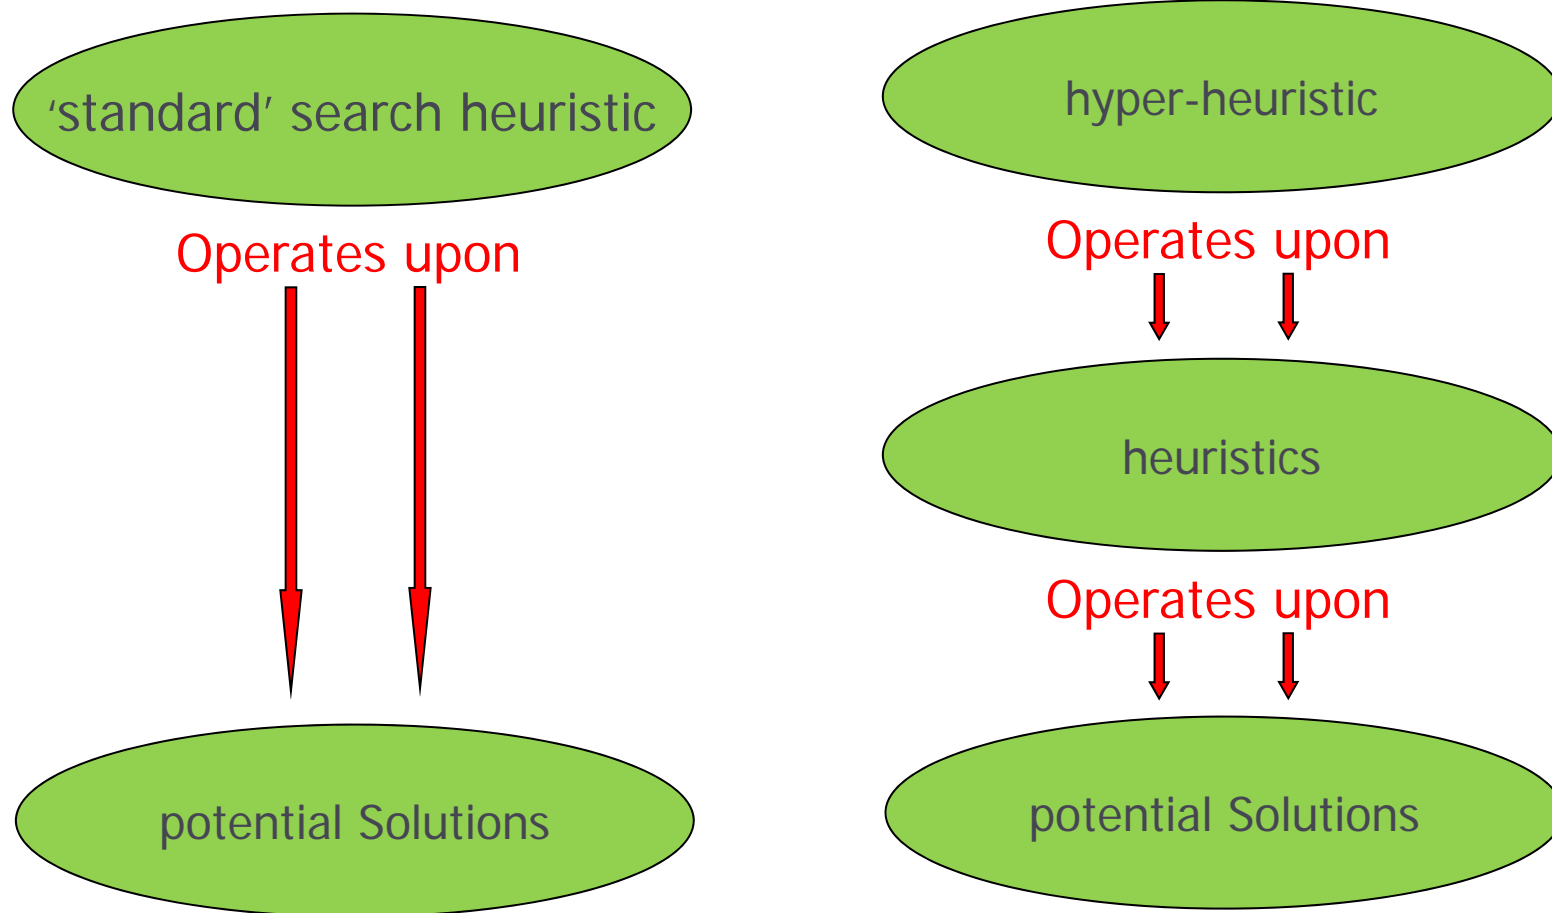 ‘standard’ search heuristic
Operates upon
potential Solutions
hyper-heuristic
Operates upon
heuristics
Operates upon
potential Solutions